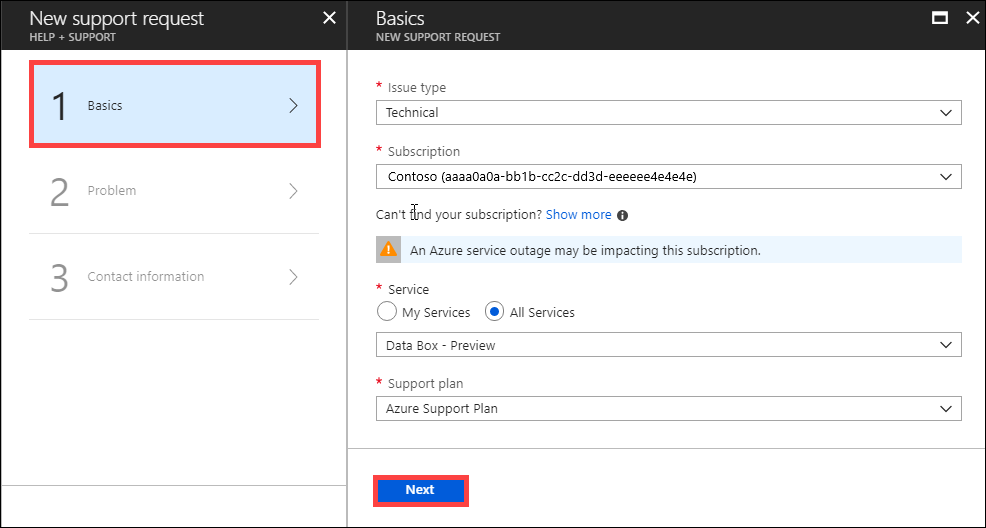 New support request
HELP + SUPPORT
1 Basics
2 Problem
3 Contact information
Basics
NEW SUPPORT REQUEST
* Issue type
Technical
* Subscription
Contoso (aaaa0a0a-bb1b-cc2c-dd3d-eeeeee4e4e4e)
Can't find your subscription? Show more
An Azure service outage may be impacting this subscription.
* Service
My Services All Services
Data Box - Preview
* Support plan
Azure Support Plan
Next